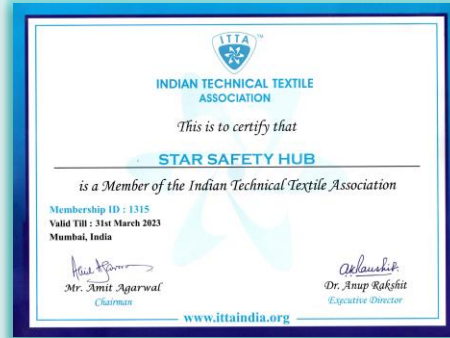 ITTA TM
INDIAN TECHNICAL TEXTILE
ASSOCIATION
This is to certify that
STAR SAFETY HUB
is a Member of the Indian Technical Textile Association
Membership ID : 1315
Valid Till : 31st March 2023
Mumbai, India
Mr. Amit Agarwal
Chairman
Dr. Anup Rakshit
Executive Director
www.ittaindia.org